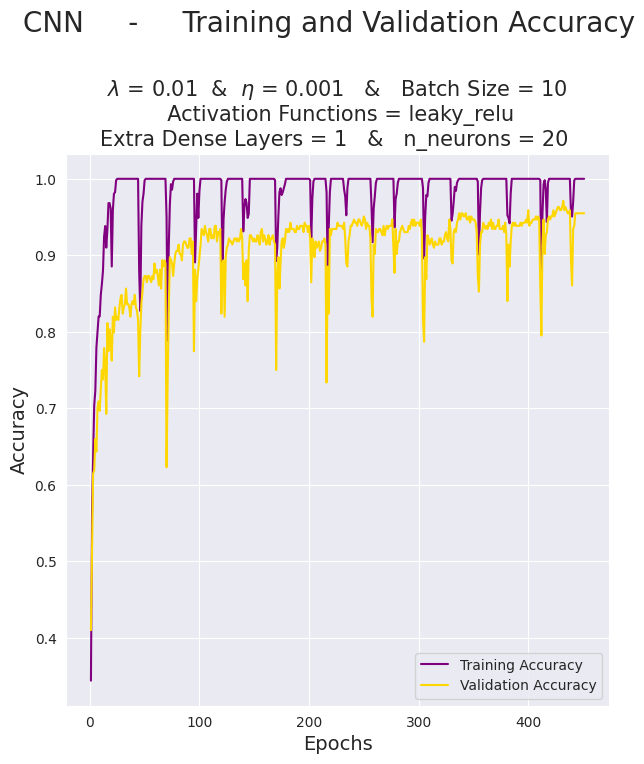 CNN - Training and Validation Accuracy
λ = 0.01 & η = 0.001 & Batch Size = 10
Activation Functions = leaky_relu
Extra Dense Layers = 1 & n_neurons = 20
1.0
0.9
0.8
0.7
0.6
0.5
0.4
Accuracy
Training Accuracy
Validation Accuracy
0 100 200 300 400
Epochs